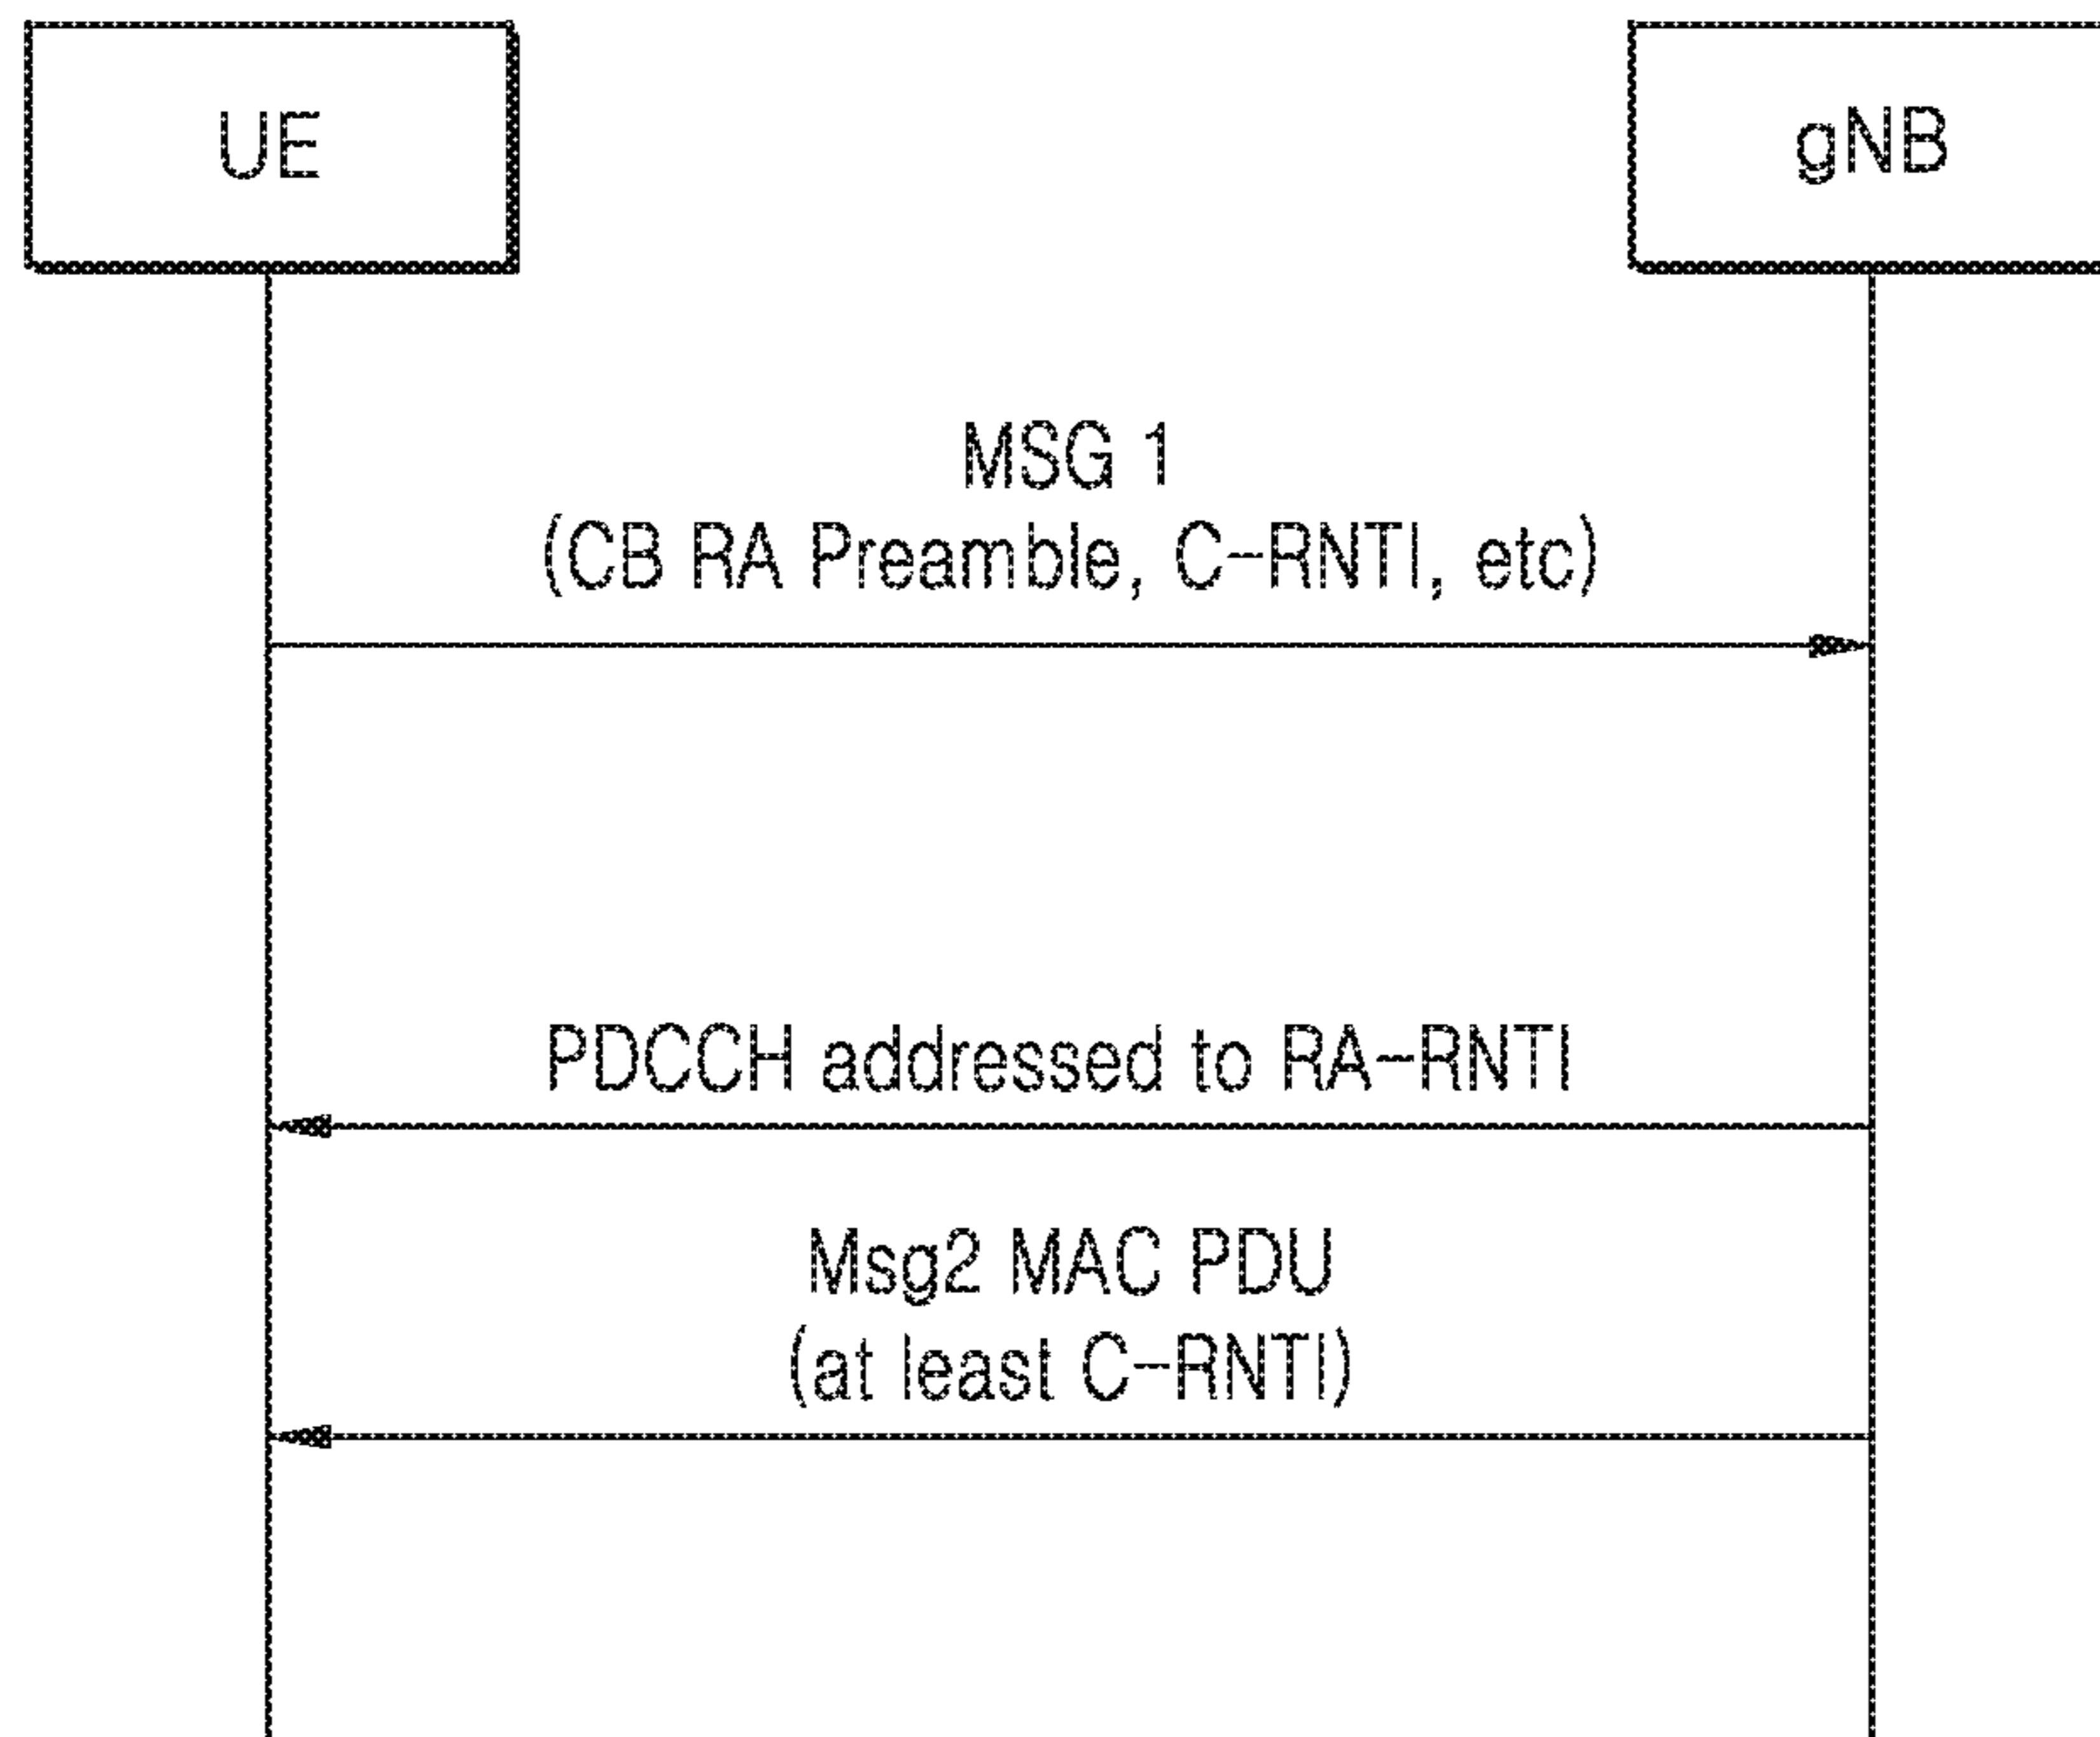 UE
gNB
MSG 1
(CB RA Preamble, C-RNTI, etc)
PDCCH addressed to RA-RNTI
Msg2 MAC PDU
(at least C-RNTI)